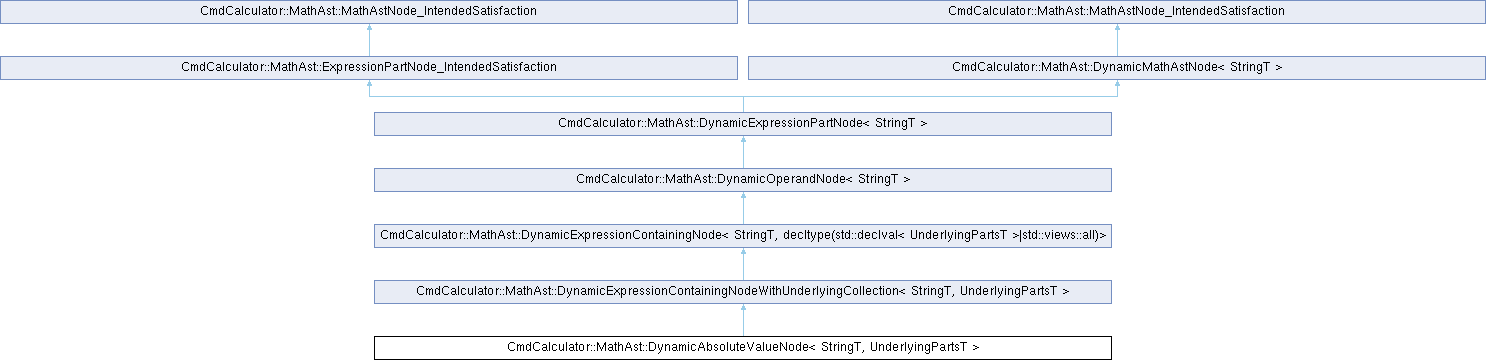 CmdCalculator::MathAst::MathAstNode_IntendedSatisfaction
CmdCalculator::MathAst::MathAstNode_IntendedSatisfaction
CmdCalculator::MathAst::ExpressionPartNode_IntendedSatisfaction
CmdCalculator::MathAst::DynamicMathAstNode< StringT >
CmdCalculator::MathAst::DynamicExpressionPartNode< StringT >
CmdCalculator::MathAst::DynamicOperandNode< StringT >
CmdCalculator::MathAst::DynamicExpressionContainingNode< StringT, decltype(std::declval< UnderlyingPartsT >|std::views::all)>
CmdCalculator::MathAst::DynamicExpressionContainingNodeWithUnderlyingCollection< StringT, UnderlyingPartsT >
CmdCalculator::MathAst::DynamicAbsoluteValueNode< StringT, UnderlyingPartsT >